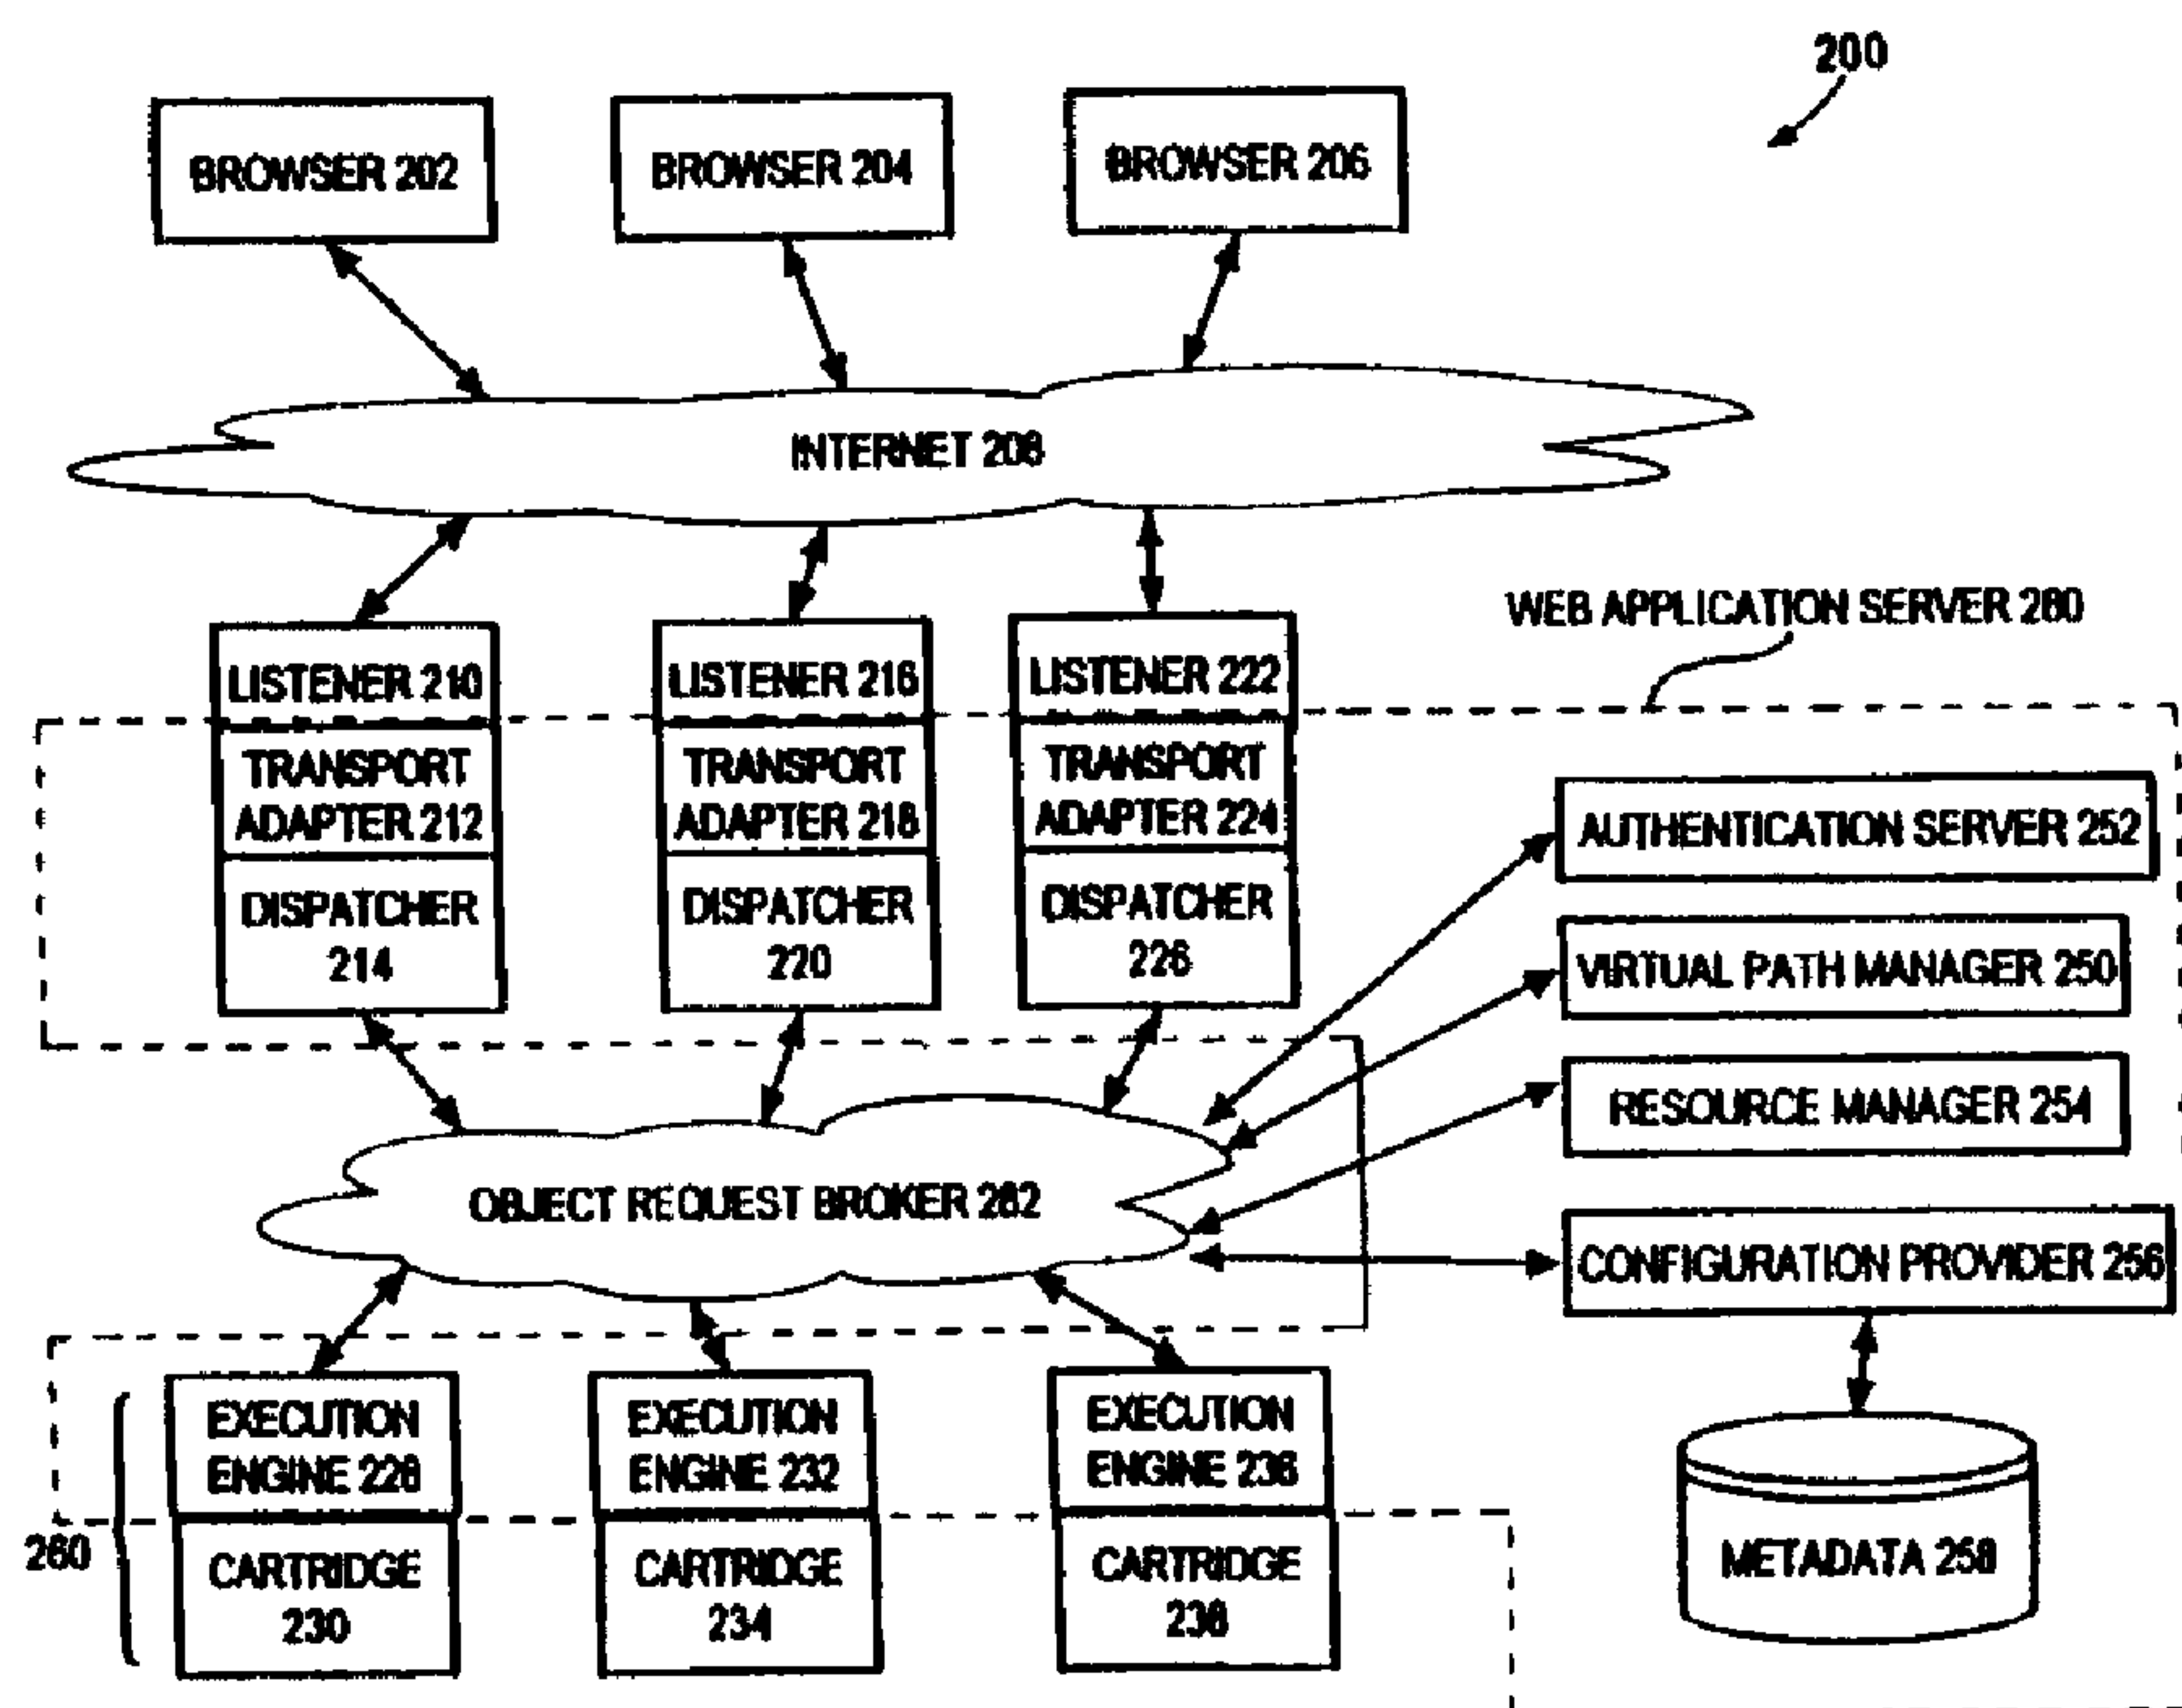 200
BROWSER 202
BROWSER 204
BROWSER 206
INTERNET 208
WEB APPLICATION SERVER 280
LISTENER 210
LISTENER 216
LISTENER 222
TRANSPORT
ADAPTER 212
TRANSPORT
ADAPTER 218
TRANSPORT
ADAPTER 224
DISPATCHER
214
DISPATCHER
220
DISPATCHER
226
AUTHENTICATION SERVER 252
VIRTUAL PATH MANAGER 250
RESOURCE MANAGER 254
CONFIGURATION PROVIDER 256
OBJECT REQUEST BROKER 282
EXECUTION
ENGINE 228
EXECUTION
ENGINE 232
EXECUTION
ENGINE 236
260
CARTRIDGE
230
CARTRIDGE
234
CARTRIDGE
238
METADATA 258